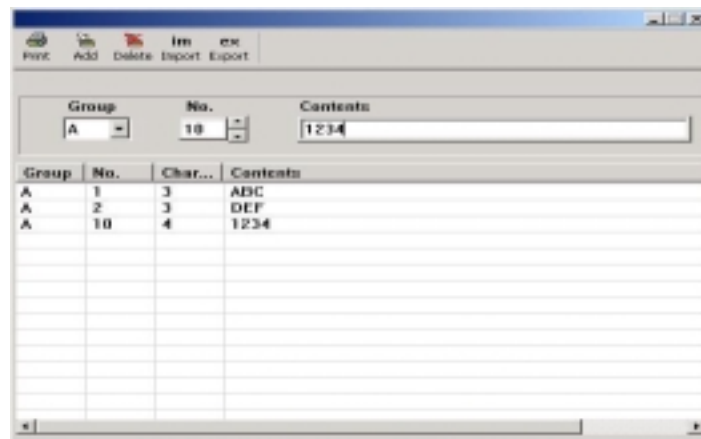 im ex
Print Add Delete Import Export
Group No. Contents
A 10 1234
Group No. Char... Contents
A 1 3 ABC
A 2 3 DEF
A 10 4 1234